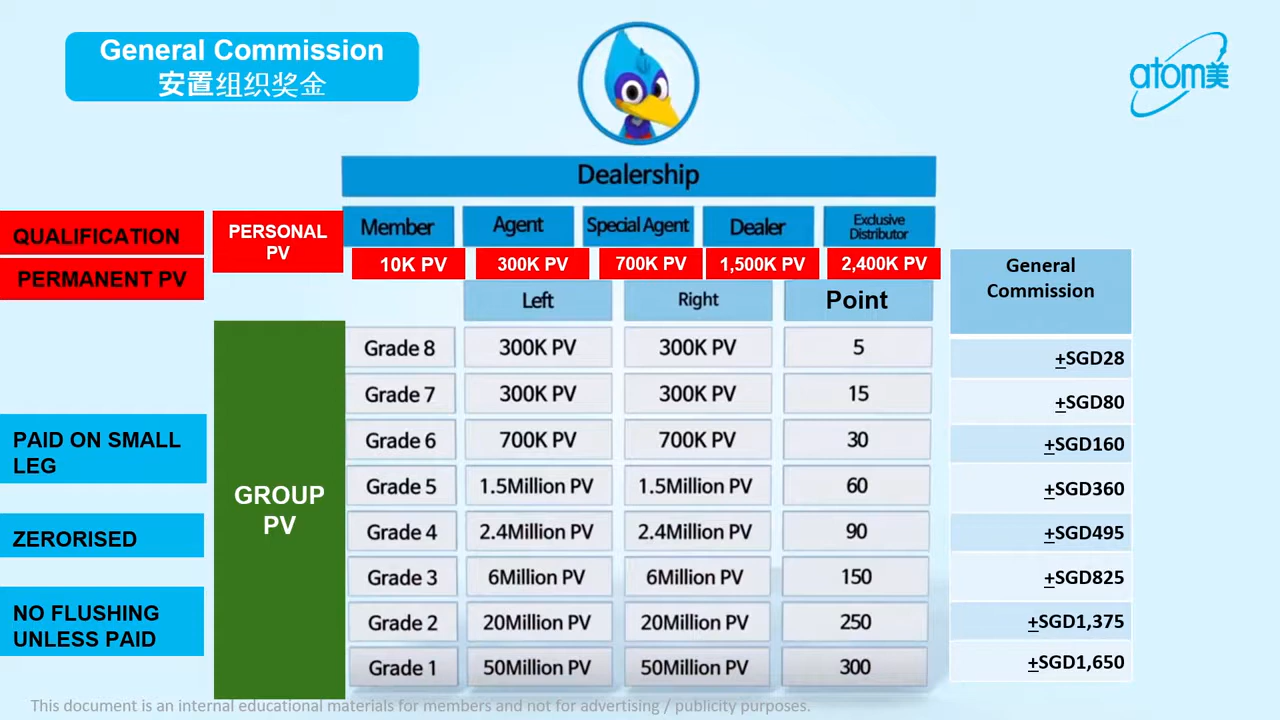 General Commission
安置组织奖金
atom美
Dealership
QUALIFICATION
PERSONAL
PV
Member
Agent
Special Agent
Dealer
Exclusive
Distributor
PERMANENT PV
10K PV
300K PV
700K PV
1,500K PV
2,400K PV
General
Commission
Left
Right
Point
GROUP
PV
Grade 8
300K PV
300K PV
5
+SGD28
Grade 7
300K PV
300K PV
15
+SGD80
PAID ON SMALL
LEG
Grade 6
700K PV
700K PV
30
+SGD160
Grade 5
1.5Million PV
1.5Million PV
60
+SGD360
ZERORISED
Grade 4
2.4Million PV
2.4Million PV
90
+SGD495
Grade 3
6Million PV
6Million PV
150
+SGD825
NO FLUSHING
UNLESS PAID
Grade 2
20Million PV
20Million PV
250
+SGD1,375
Grade 1
50Million PV
50Million PV
300
+SGD1,650
This document is an internal educational materials for members and not for advertising / publicity purposes.